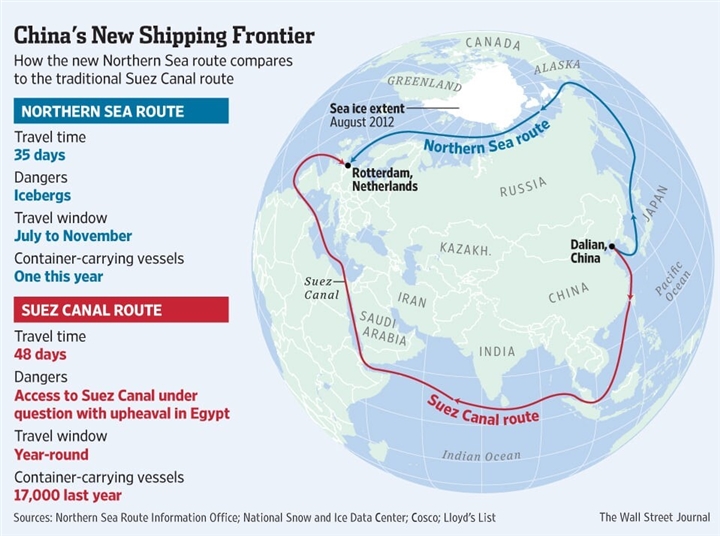 China's New Shipping Frontier
How the new Northern Sea route compares
to the traditional Suez Canal route
NORTHERN SEA ROUTE
Travel time
35 days
Dangers
Icebergs
Travel window
July to November
Container-carrying vessels
One this year
SUEZ CANAL ROUTE
Travel time
48 days
Dangers
Access to Suez Canal under
question with upheaval in Egypt
Travel window
Year-round
Container-carrying vessels
17,000 last year
CANADA
ALASKA
GREENLAND
Sea ice extent
August 2012
Northern Sea route
Rotterdam,
Netherlands
RUSSIA
JAPAN
Dalian,
China
KAZAKH.
Pacific
Ocean
Suez
Canal
IRAN
CHINA
SAUDI
ARABIA
INDIA
Suez Canal route
Indian Ocean
Sources: Northern Sea Route Information Office; National Snow and Ice Data Center; Cosco; Lloyd's List
The Wall Street Journal